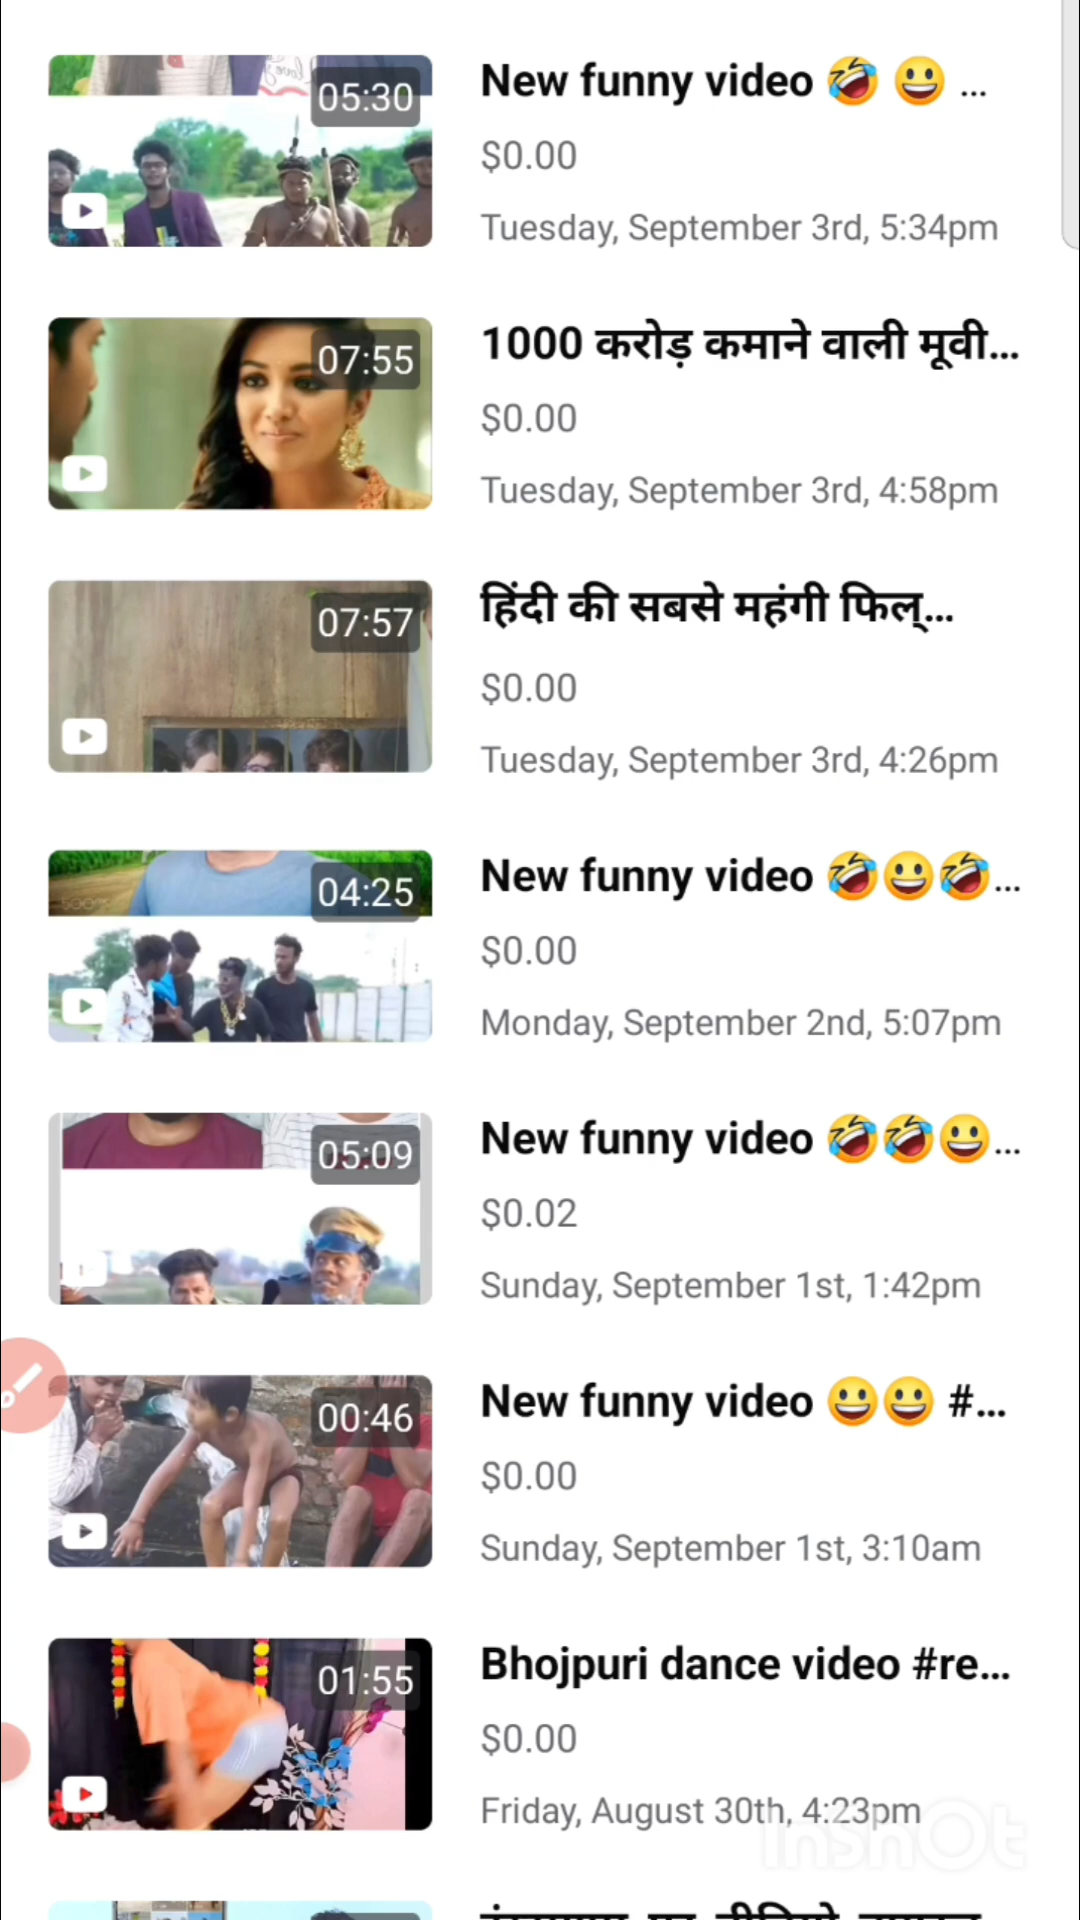 love
05:30
New funny video 🤣 😀 ...
$0.00
Tuesday, September 3rd, 5:34pm
07:55
1000 करोड़ कमाने वाली मूवी...
$0.00
Tuesday, September 3rd, 4:58pm
07:57
हिंदी की सबसे महंगी फिल्...
$0.00
Tuesday, September 3rd, 4:26pm
04:25
New funny video 🤣😀🤣...
$0.00
Monday, September 2nd, 5:07pm
05:09
New funny video 🤣🤣😀...
$0.02
Sunday, September 1st, 1:42pm
00:46
New funny video 😀😀 #...
$0.00
Sunday, September 1st, 3:10am
01:55
Bhojpuri dance video #re...
$0.00
Friday, August 30th, 4:23pm
InShOt